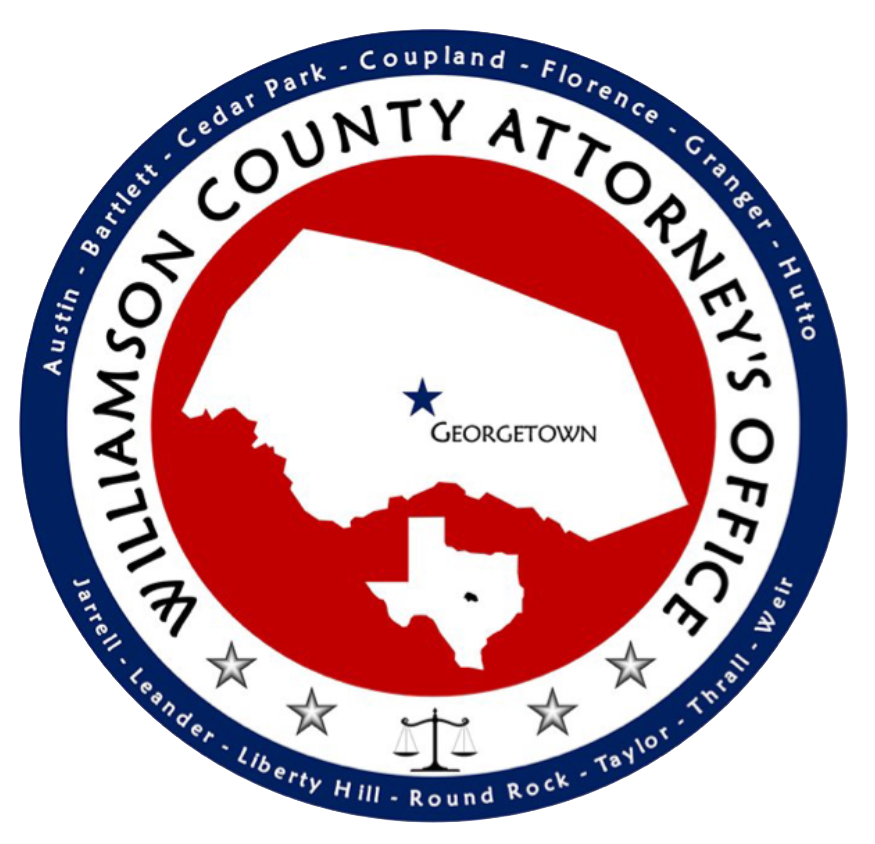 Austin - Bartlett - Cedar Park - Coupland - Florence - Granger - Hutto
WILLIAMSON COUNTY ATTORNEY'S OFFICE
GEORGETOWN
Jarrell - Leander - Liberty Hill - Round Rock - Taylor - Thrall - Weir